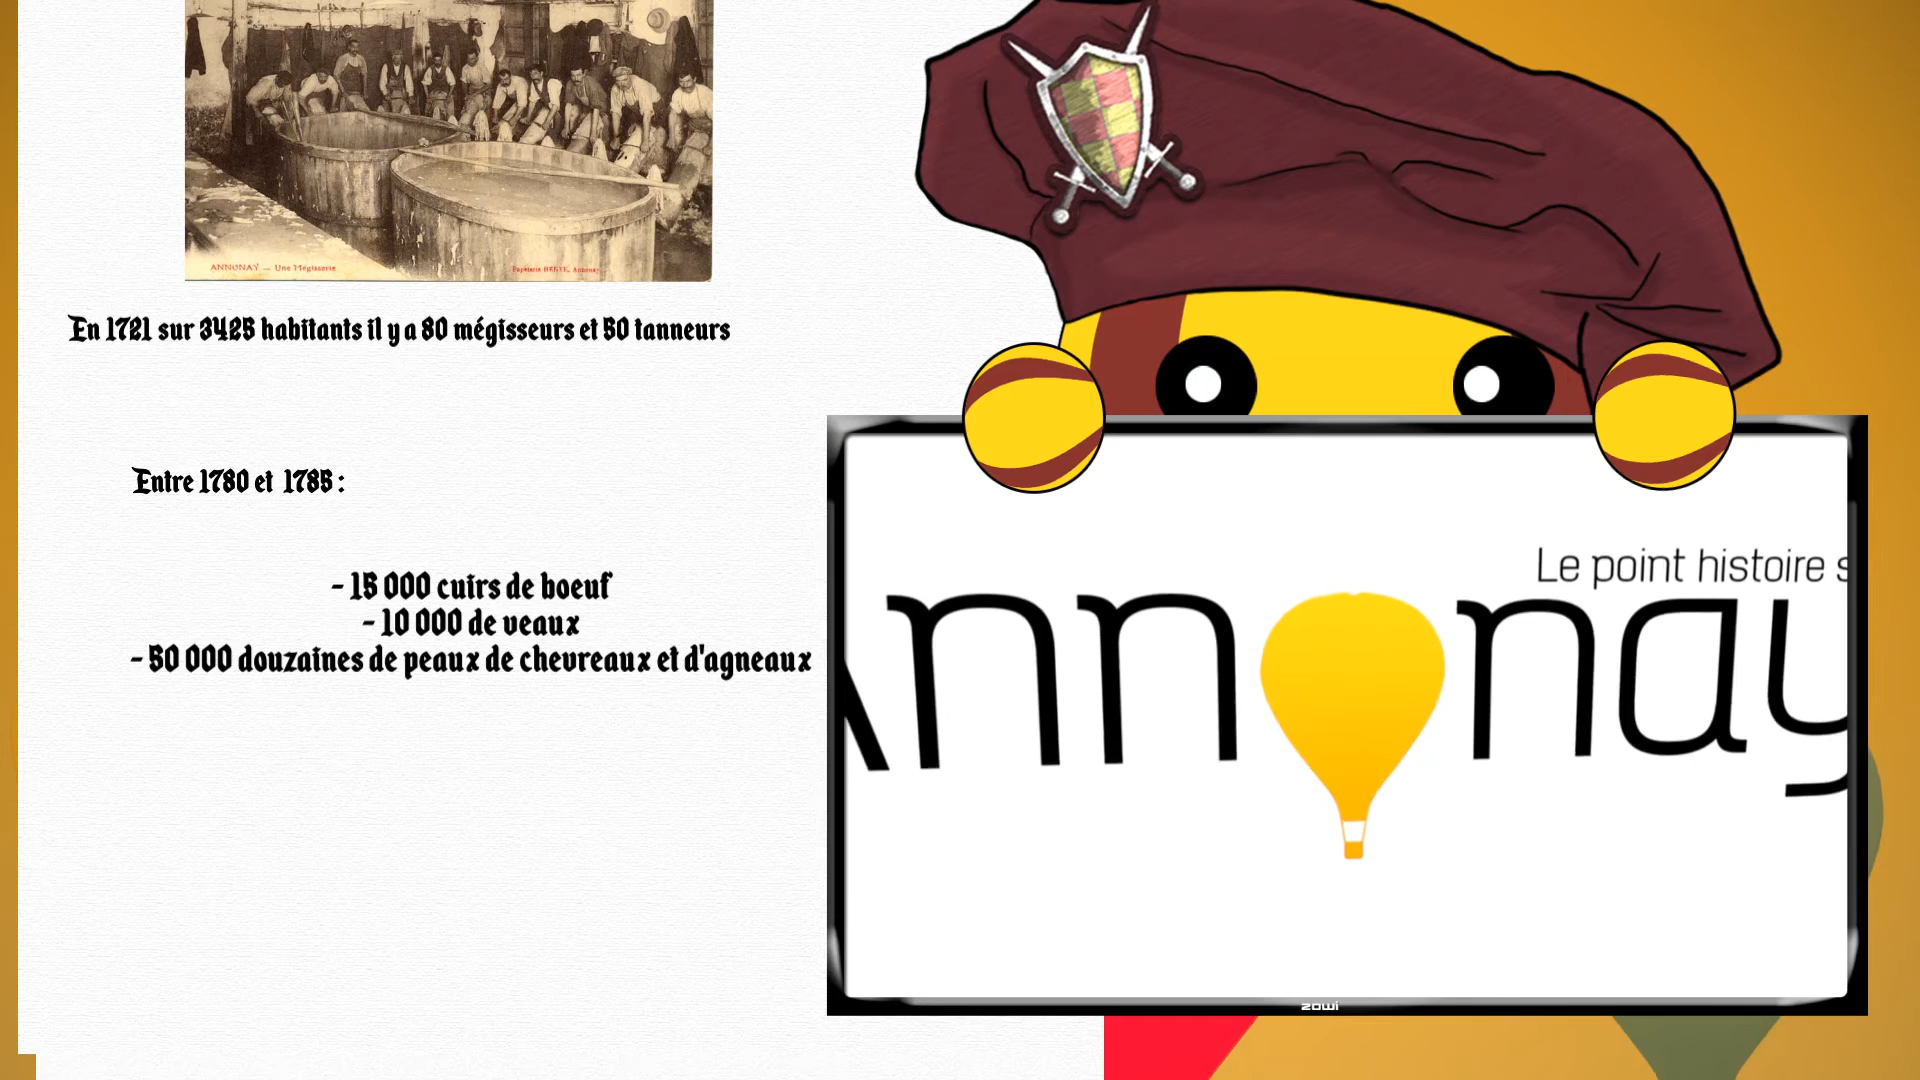 ANNONAY — Une Mégisserie
Papeterie BREYE, Annonay
En 1721 sur 3425 habitants il y a 80 mégisseurs et 50 tanneurs
Entre 1780 et 1785 :
- 15 000 cuirs de boeuf
- 10 000 de veaux
- 50 000 douzaines de peaux de chevreaux et d'agneaux
Le point histoire s
Annonay
zowi